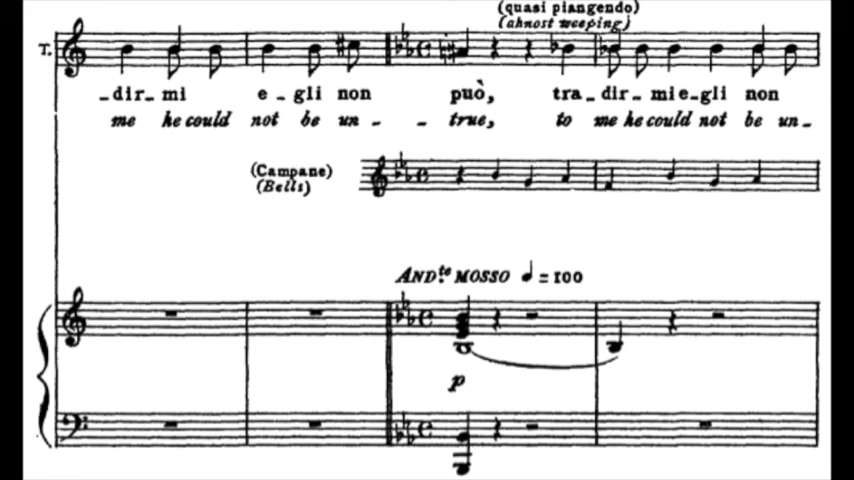 (quasi piangendo)
(almost weeping)
T.
-dir-mi e-gli non può, tra-dir-mi e-gli non
me he could not be un-- true, to me he could not be un-
(Campane)
(Bells)
ANDte MOSSO ♩=100
p